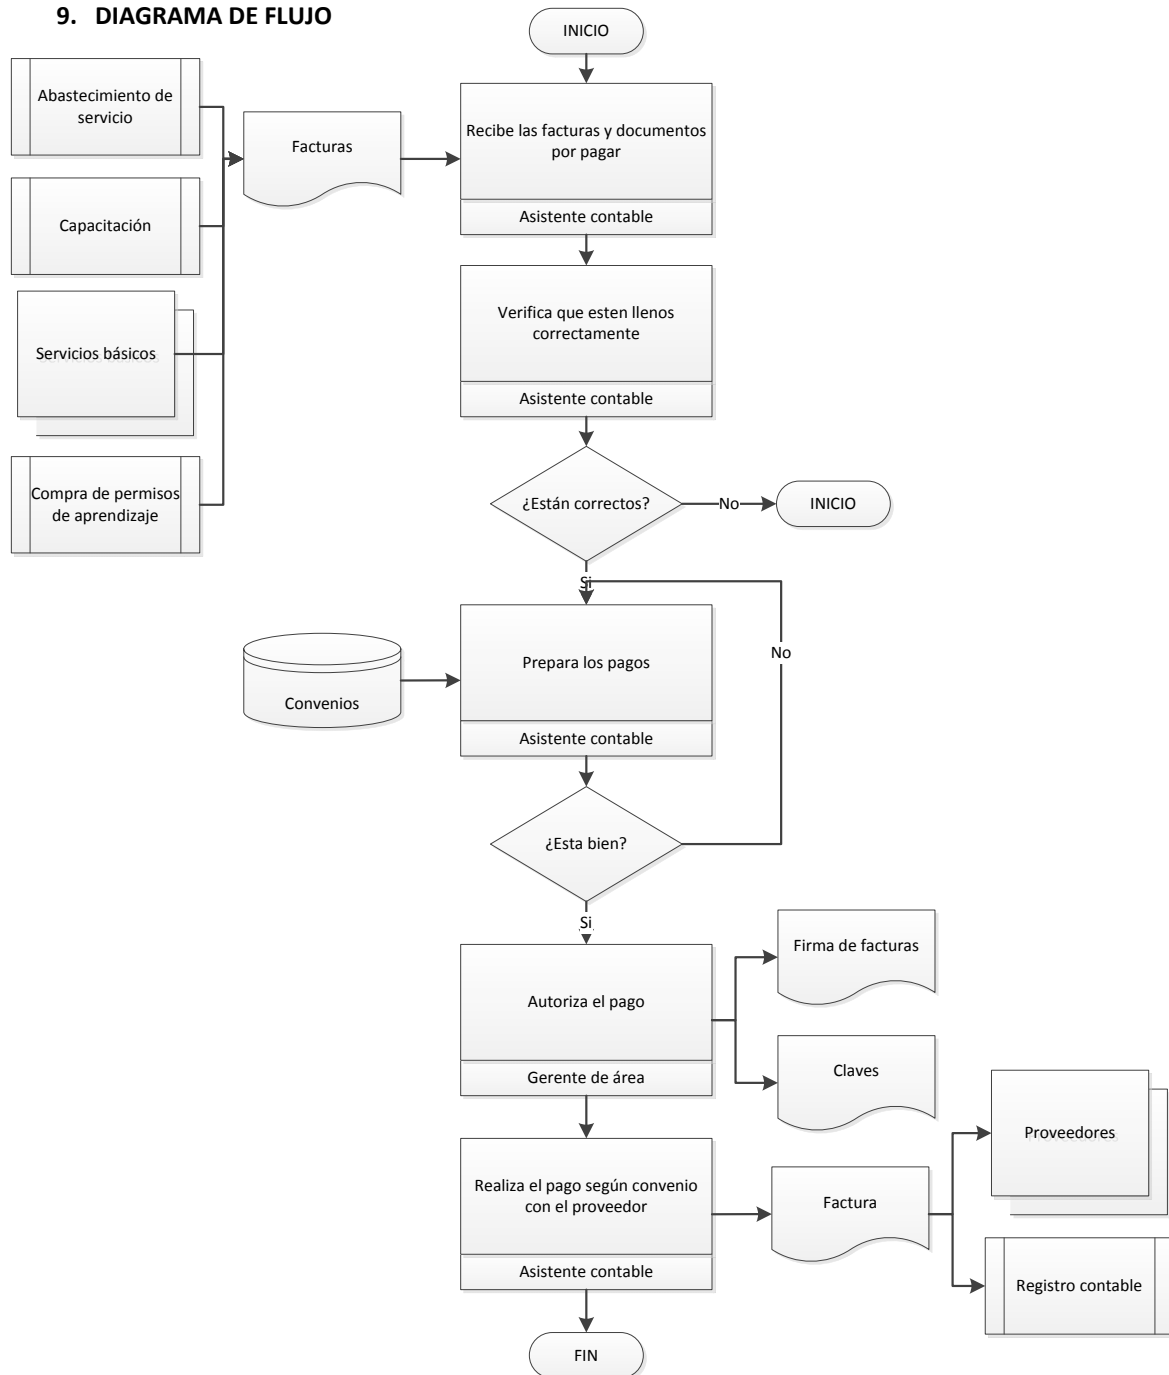 9. DIAGRAMA DE FLUJO
INICIO
Abastecimiento de
servicio
Facturas
Recibe las facturas y documentos
por pagar
Asistente contable
Capacitación
Verifica que esten llenos
correctamente
Asistente contable
Servicios básicos
Compra de permisos
de aprendizaje
¿Están correctos?
No
INICIO
Si
Prepara los pagos
No
Convenios
Asistente contable
¿Esta bien?
Si
Firma de facturas
Autoriza el pago
Claves
Gerente de área
Proveedores
Realiza el pago según convenio
con el proveedor
Factura
Asistente contable
Registro contable
FIN